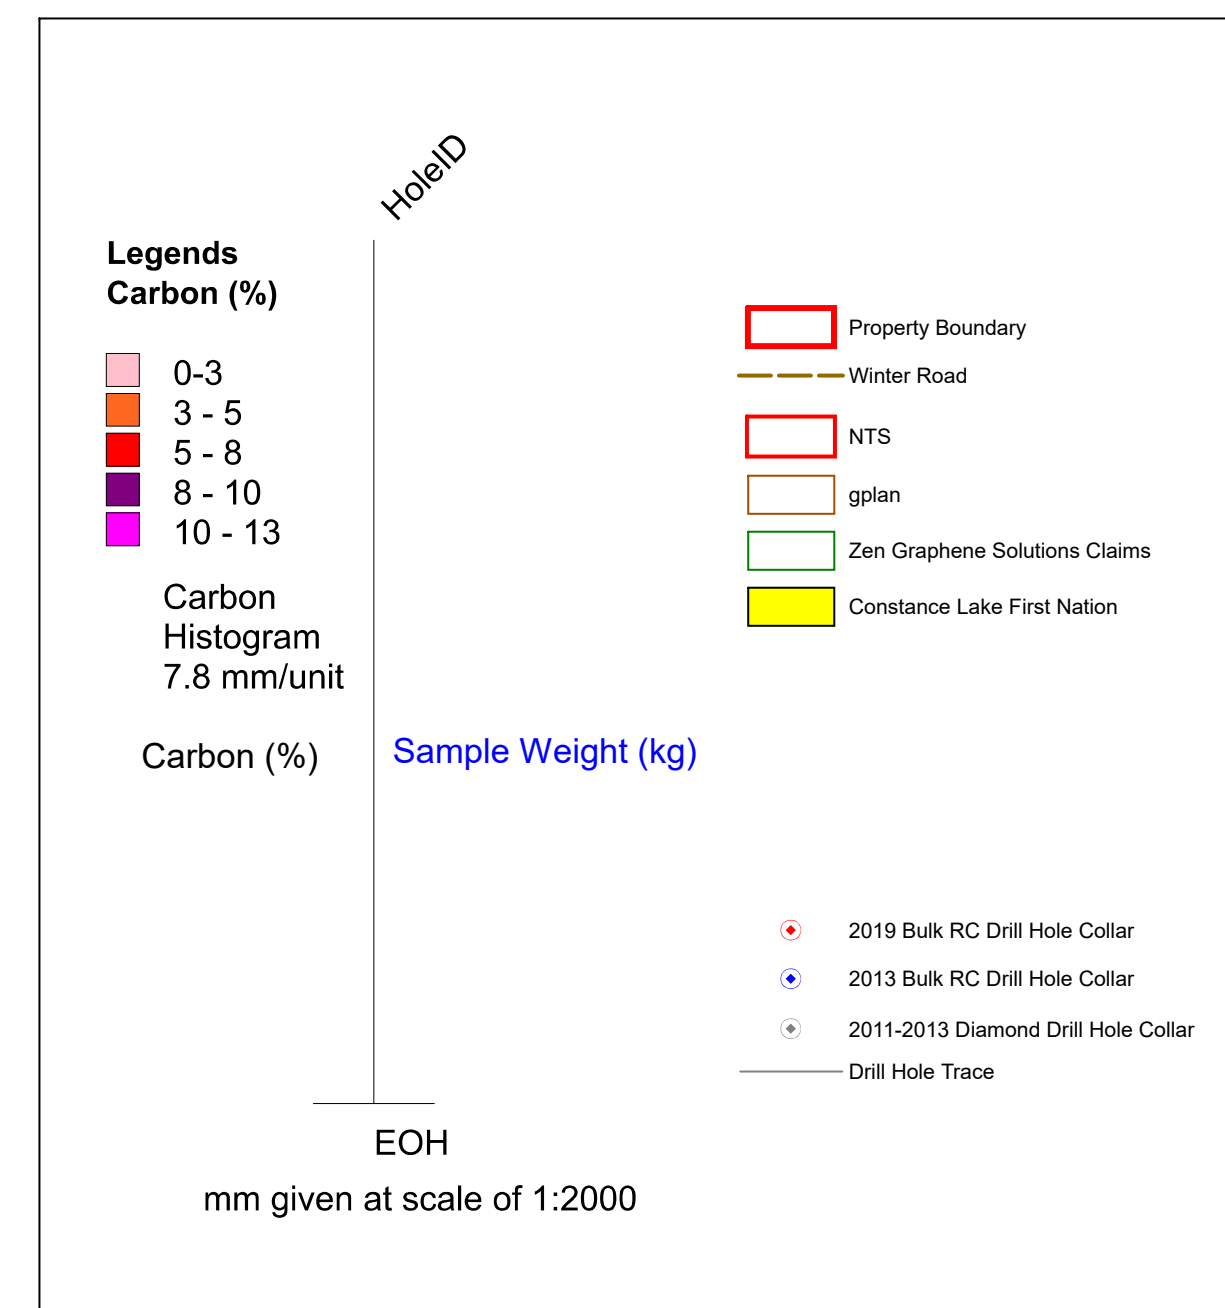 HoleID
Legends
Carbon (%)
0-3
3 - 5
5 - 8
8 - 10
10 - 13
Carbon
Histogram
7.8 mm/unit
Carbon (%)
Sample Weight (kg)
EOH
mm given at scale of 1:2000
Property Boundary
Winter Road
NTS
gplan
Zen Graphene Solutions Claims
Constance Lake First Nation
2019 Bulk RC Drill Hole Collar
2013 Bulk RC Drill Hole Collar
2011-2013 Diamond Drill Hole Collar
Drill Hole Trace